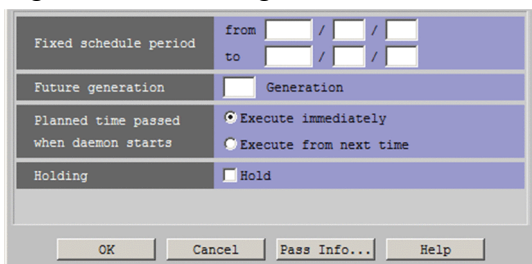 Fixed schedule period
from / /
to / /
Future generation
Generation
Planned time passed
when daemon starts
Execute immediately
Execute from next time
Holding
Hold
OK Cancel Pass Info... Help